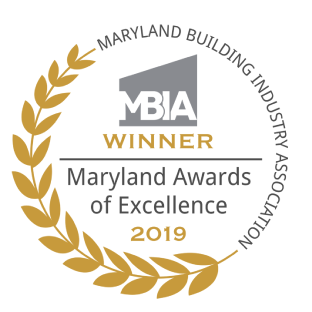 MARYLAND BUILDING INDUSTRY ASSOCIATION
MBIA
WINNER
Maryland Awards
of Excellence
2019